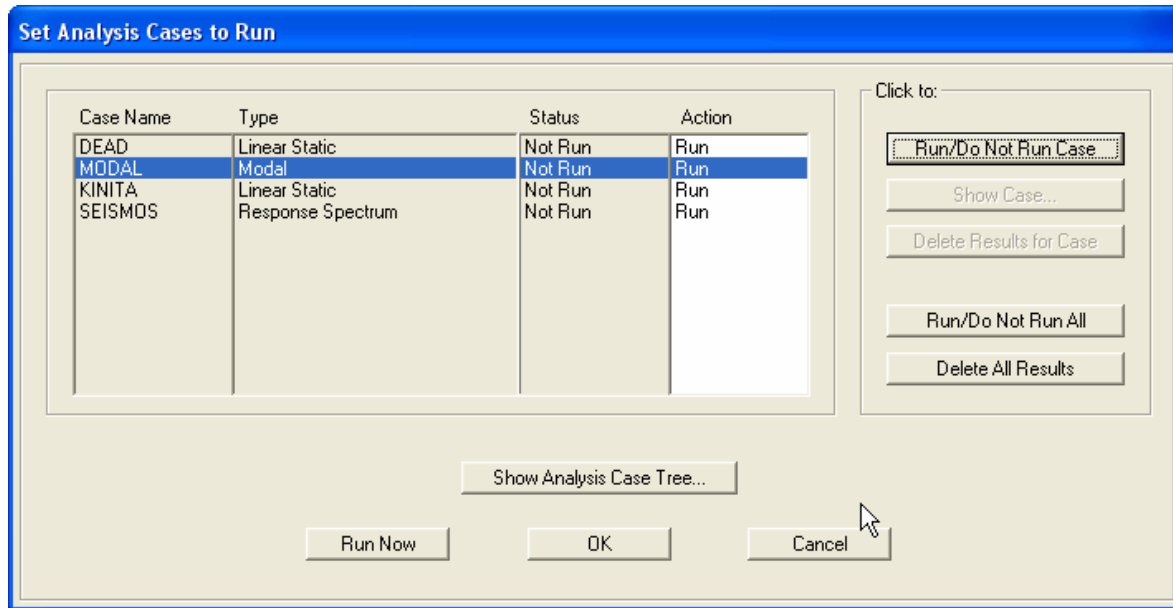 Set Analysis Cases to Run
Click to:
Case Name Type Status Action
DEAD Linear Static Not Run Run
MODAL Modal Not Run Run
KINITA Linear Static Not Run Run
SEISMOS Response Spectrum Not Run Run
Run/Do Not Run Case
Show Case...
Delete Results for Case
Run/Do Not Run All
Delete All Results
Show Analysis Case Tree...
Run Now OK Cancel